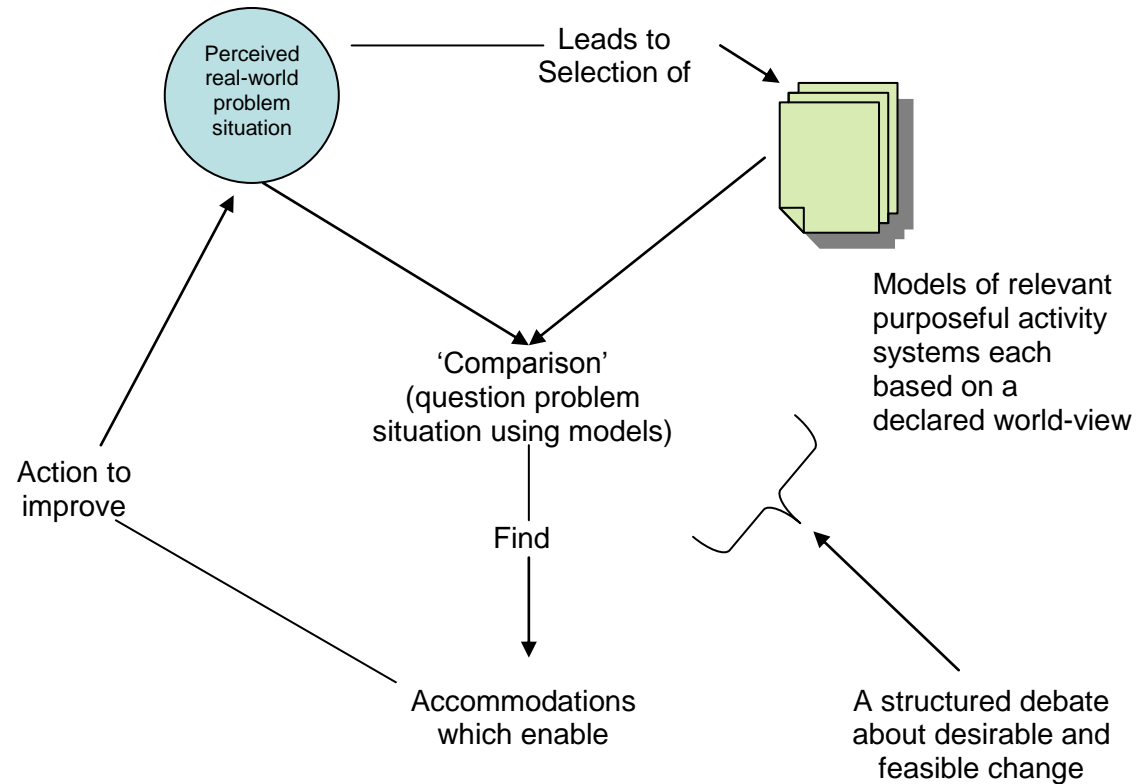 Perceived
real-world
problem
situation
Leads to
Selection of
Models of relevant
purposeful activity
systems each
based on a
declared world-view
‘Comparison’
(question problem
situation using models)
Action to
improve
Find
Accommodations
which enable
A structured debate
about desirable and
feasible change